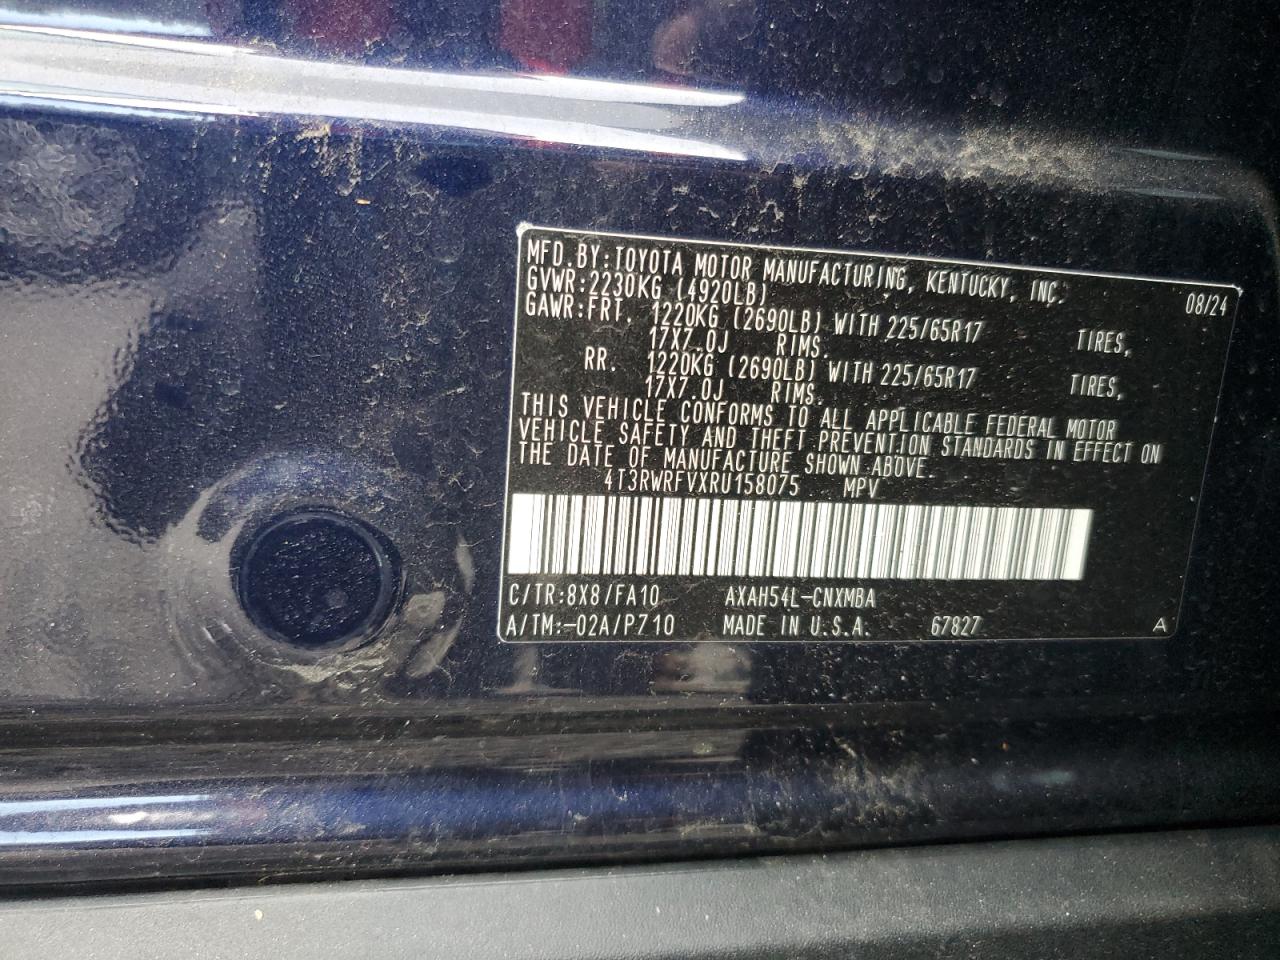 MFD.BY:TOYOTA MOTOR MANUFACTURING, KENTUCKY, INC. 08/24
GVWR:2230KG (4920LB)
GAWR:FRT. 1220KG (2690LB) WITH 225/65R17 TIRES,
17X7.0J RIMS.
RR. 1220KG (2690LB) WITH 225/65R17 TIRES,
17X7.0J RIMS.
THIS VEHICLE CONFORMS TO ALL APPLICABLE FEDERAL MOTOR
VEHICLE SAFETY AND THEFT PREVENTION STANDARDS IN EFFECT ON
THE DATE OF MANUFACTURE SHOWN ABOVE.
4T3RWRFVXRU158075 MPV
C/TR:8X8/FA10 AXAH54L-CNXMBA
A/TM:-02A/P710 MADE IN U.S.A. 67827 A